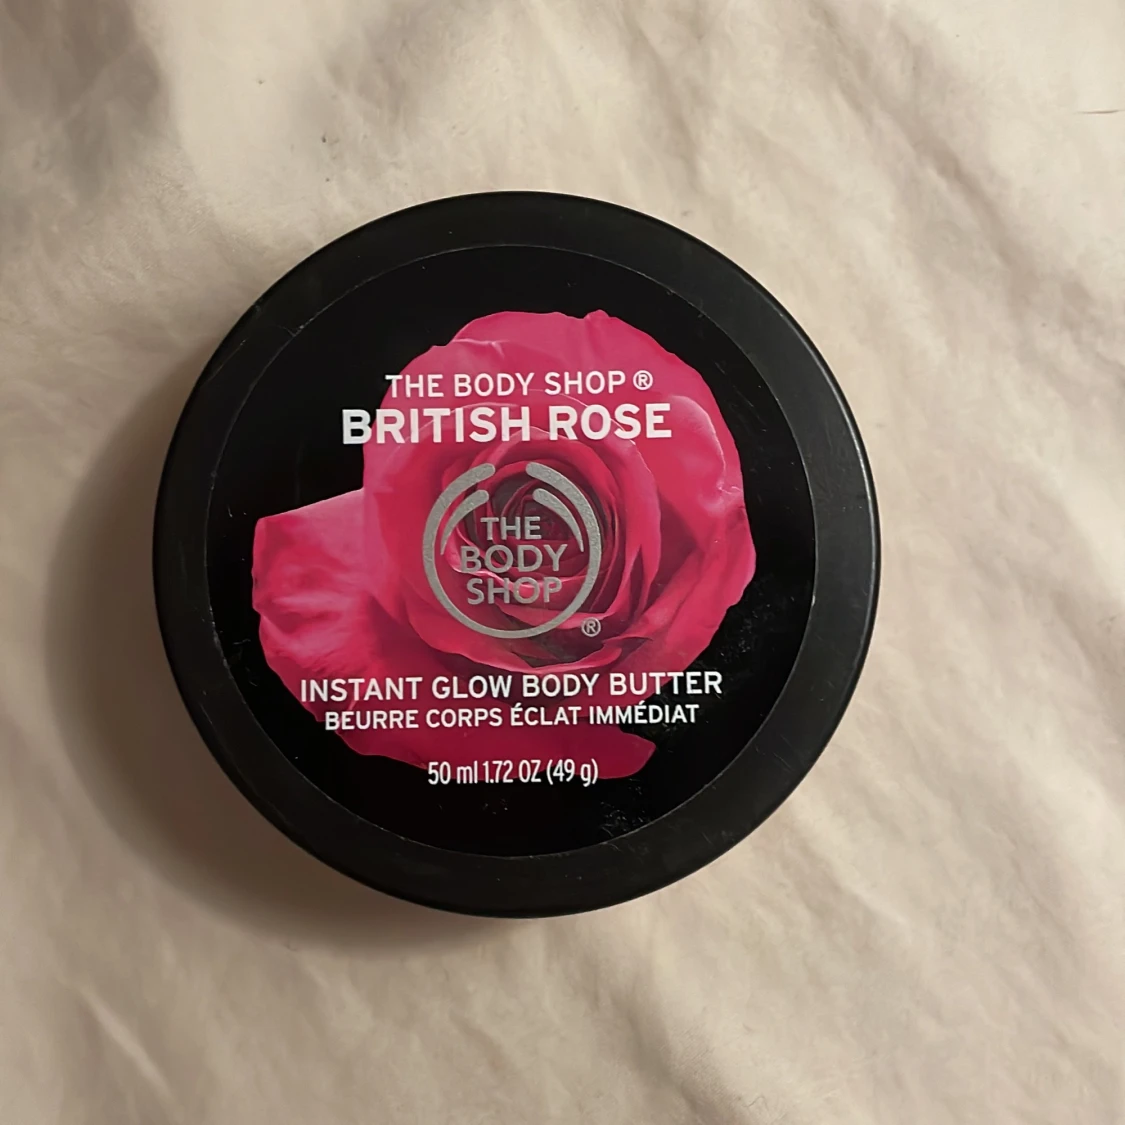 THE BODY SHOP ®
BRITISH ROSE
THE
BODY
SHOP
®
INSTANT GLOW BODY BUTTER
BEURRE CORPS ÉCLAT IMMÉDIAT
50 ml 1.72 OZ (49 g)